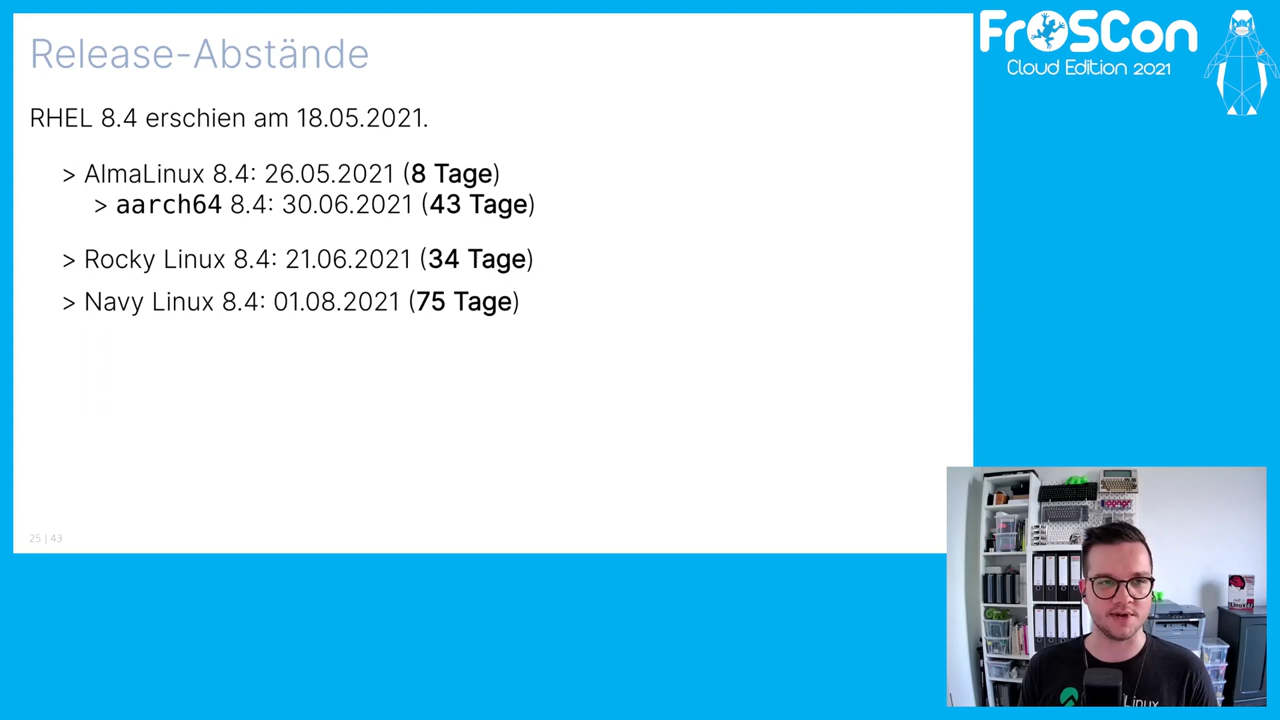 Release-Abstände
RHEL 8.4 erschien am 18.05.2021.
> AlmaLinux 8.4: 26.05.2021 (8 Tage)
> aarch64 8.4: 30.06.2021 (43 Tage)
> Rocky Linux 8.4: 21.06.2021 (34 Tage)
> Navy Linux 8.4: 01.08.2021 (75 Tage)
25 | 43
FrOSCon
Cloud Edition 2021
Linux